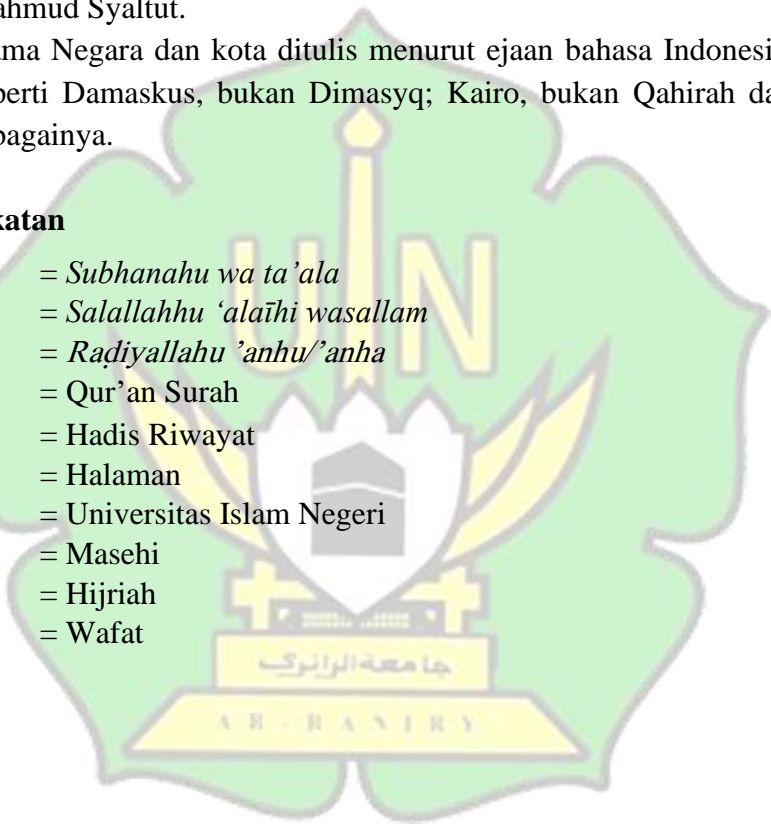 ahmud Syaltut.
ama Negara dan kota ditulis menurut ejaan bahasa Indonesi
perti Damaskus, bukan Dimasyq; Kairo, bukan Qahirah da
bagainya.
katan
= Subhanahu wa ta’ala
= Salallahhu ‘alaīhi wasallam
= Raḍiyallahu ’anhu/’anha
= Qur’an Surah
= Hadis Riwayat
= Halaman
= Universitas Islam Negeri
= Masehi
= Hijriah
= Wafat
UIN
جامعة الرانري
AR-RANIRY